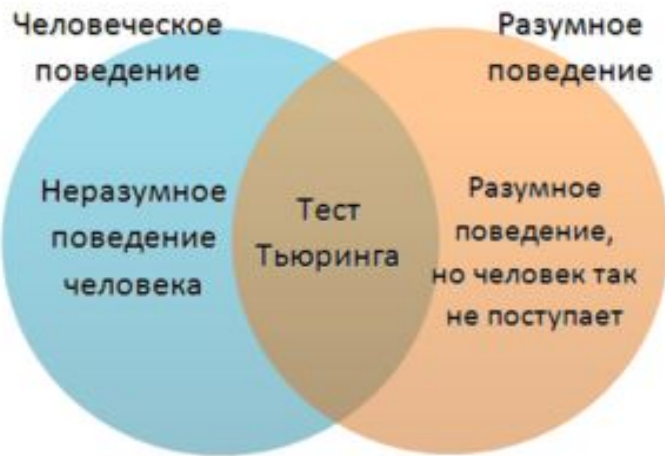 Человеческое
поведение
Разумное
поведение
Неразумное
поведение
человека
Тест
Тьюринга
Разумное
поведение,
но человек так
не поступает